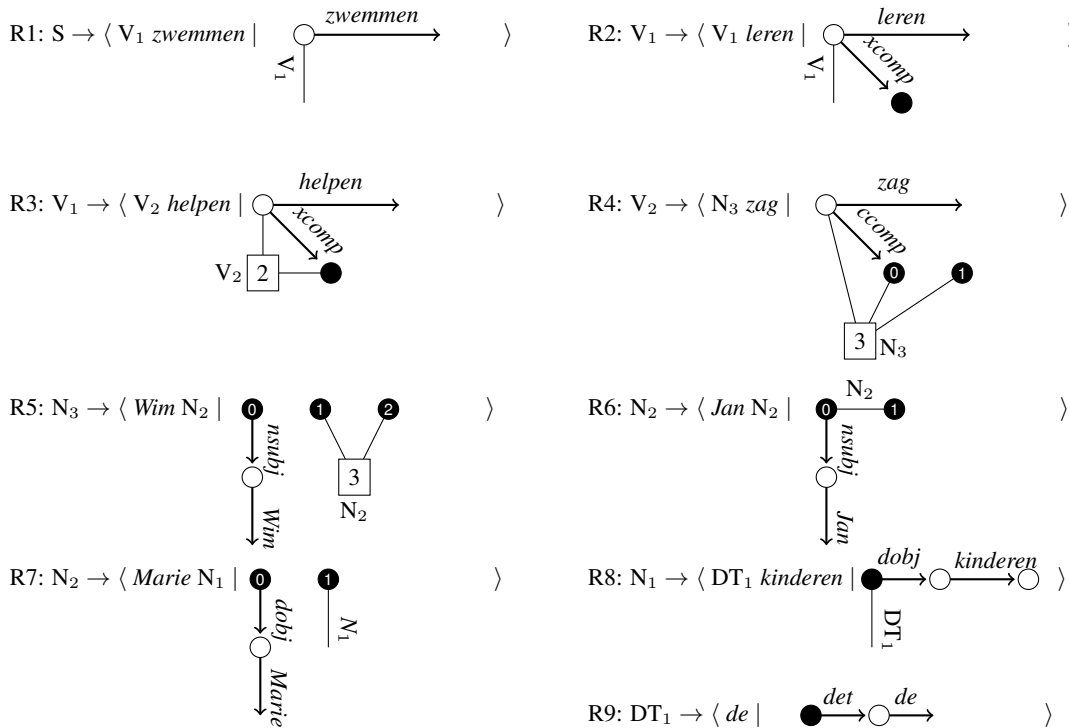 R1: S → ⟨ V₁ zwemmen | V₁ zwemmen ⟩
R2: V₁ → ⟨ V₁ leren | V₁ leren xcomp ⟩
R3: V₁ → ⟨ V₂ helpen | helpen xcomp V₂ 2 ⟩
R4: V₂ → ⟨ N₃ zag | zag ccomp 0 1 3 N₃ ⟩
R5: N₃ → ⟨ Wim N₂ | 0 1 2 nsubj 3 N₂ Wim ⟩
R6: N₂ → ⟨ Jan N₂ | N₂ 0 1 nsubj Jan ⟩
R7: N₂ → ⟨ Marie N₁ | 0 1 dobj N₁ Marie ⟩
R8: N₁ → ⟨ DT₁ kinderen | dobj kinderen DT₁ ⟩
R9: DT₁ → ⟨ de | det de ⟩